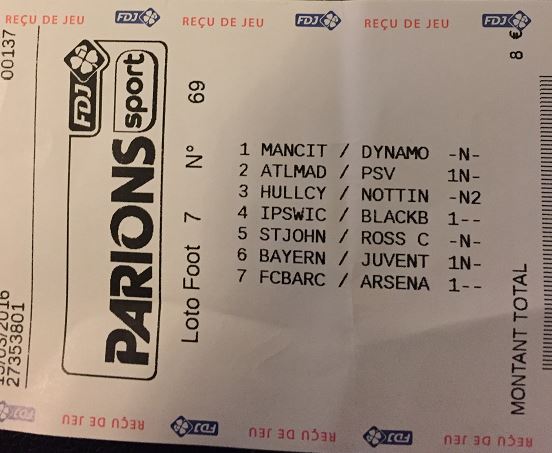 REÇU DE JEU FDJ REÇU DE JEU FDJ REÇU DE JEU FDJ
00137
27353801
FDJ
PARIONS sport
Loto Foot 7 N° 69
1 MANCIT / DYNAMO -N-
2 ATLMAD / PSV 1N-
3 HULLCY / NOTTIN -N2
4 IPSWIC / BLACKB 1--
5 STJOHN / ROSS C -N-
6 BAYERN / JUVENT 1N-
7 FCBARC / ARSENA 1--
MONTANT TOTAL 8 €
FDJ REÇU DE JEU FDJ REÇU DE JEU FDJ REÇU DE JEU